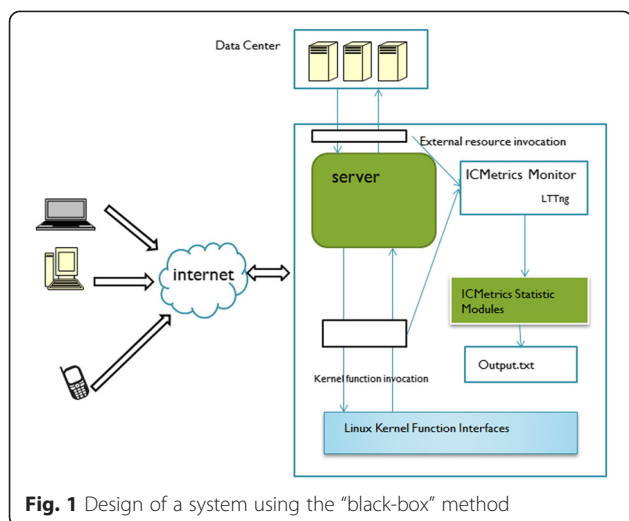 Data Center
External resource invocation
server
ICMetrics Monitor
LTTng
internet
ICMetrics Statistic
Modules
Output.txt
Kernel function invocation
Linux Kernel Function Interfaces
Fig. 1 Design of a system using the “black-box” method